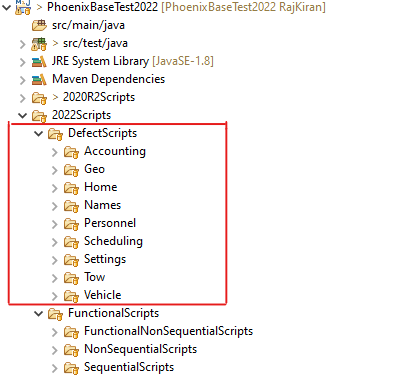 > PhoenixBaseTest2022 [PhoenixBaseTest2022 RajKiran]
src/main/java
> src/test/java
JRE System Library [JavaSE-1.8]
Maven Dependencies
> 2020R2Scripts
2022Scripts
DefectScripts
Accounting
Geo
Home
Names
Personnel
Scheduling
Settings
Tow
Vehicle
FunctionalScripts
FunctionalNonSequentialScripts
NonSequentialScripts
SequentialScripts